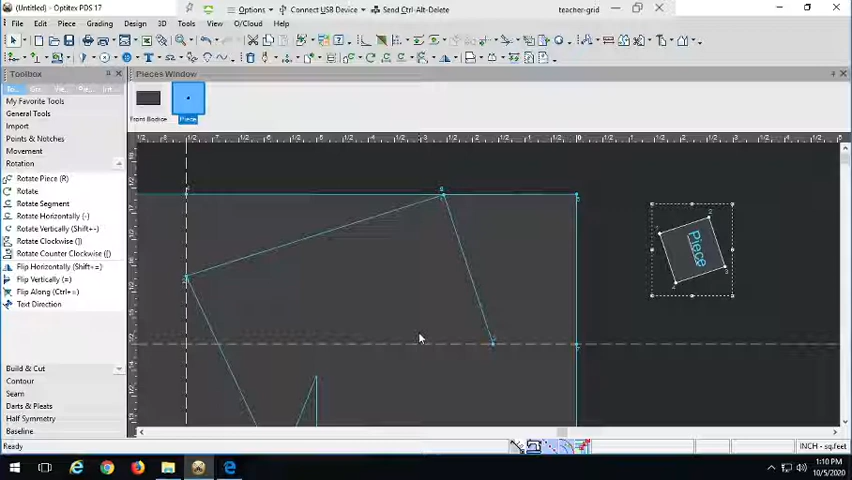 (Untitled) - Optitex PDS 17
Options
Connect USB Device
Send Ctrl-Alt-Delete
teacher-grid
File Edit Piece Grading Design 3D Tools View O/Cloud Help
Toolbox
Pieces Window
To...
Front Bodice
Piece
My Favorite Tools
General Tools
Import
Points & Notches
Movement
Rotation
Rotate Piece (R)
Rotate
Rotate Segment
Rotate Horizontally (-)
Rotate Vertically (Shift+-)
Rotate Clockwise (])
Rotate Counter Clockwise ([)
Flip Horizontally (Shift+=)
Flip Vertically (=)
Flip Along (Ctrl+=)
Text Direction
Piece
Build & Cut
Contour
Seam
Darts & Pleats
Half Symmetry
Baseline
Ready
INCH - sq.feet
1:10 PM
10/5/2020